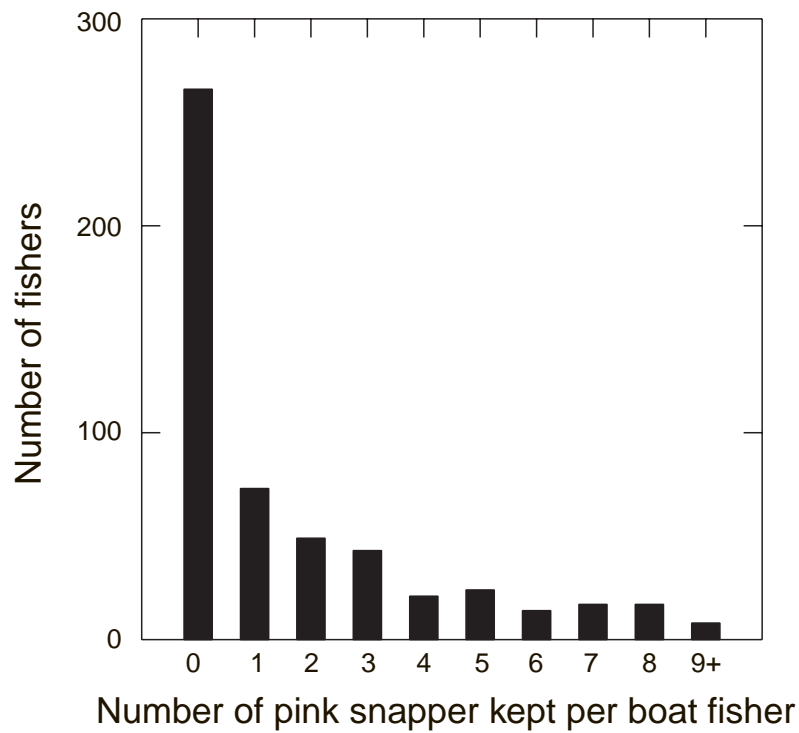 300
200
100
0
Number of fishers
0 1 2 3 4 5 6 7 8 9+
Number of pink snapper kept per boat fisher